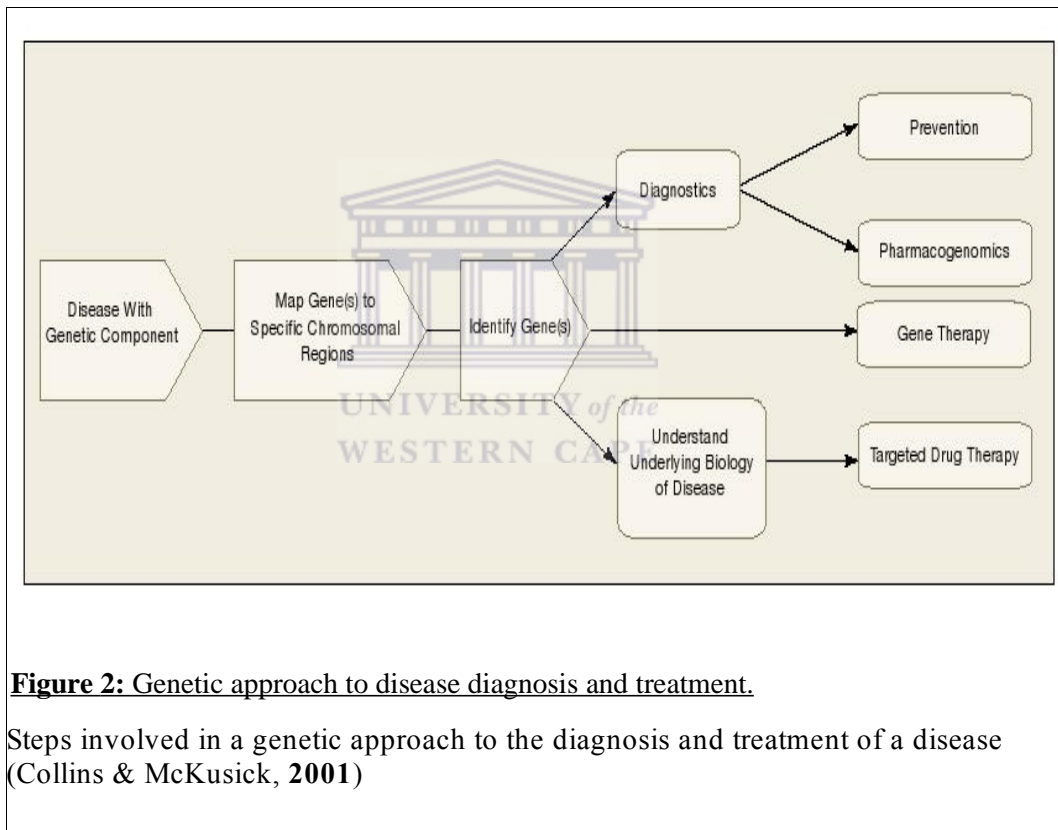 Disease With
Genetic Component
Map Gene(s) to
Specific Chromosomal
Regions
Identify Gene(s)
Diagnostics
Understand
Underlying Biology
of Disease
Prevention
Pharmacogenomics
Gene Therapy
Targeted Drug Therapy
UNIVERSITY of the
WESTERN CAPE
Figure 2: Genetic approach to disease diagnosis and treatment.
Steps involved in a genetic approach to the diagnosis and treatment of a disease
(Collins & McKusick, 2001)